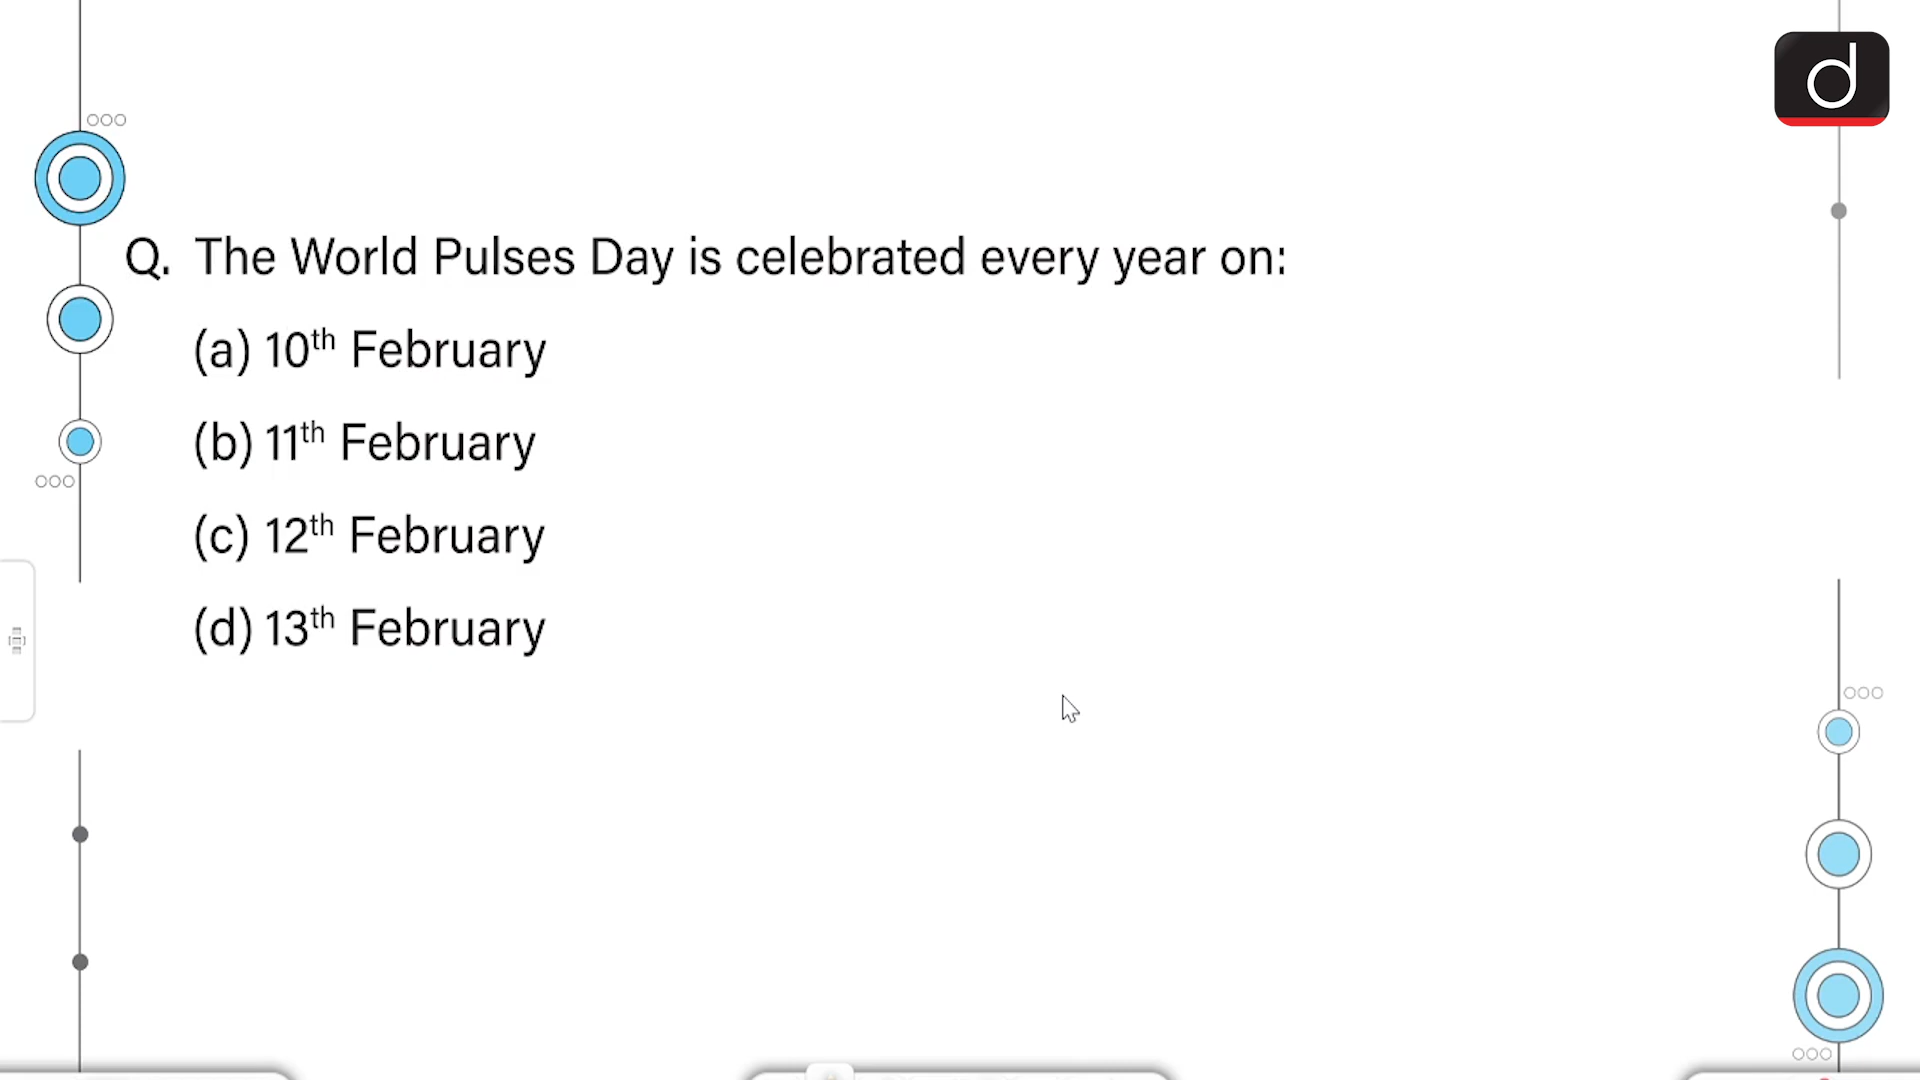 d
Q. The World Pulses Day is celebrated every year on:
(a) 10th February
(b) 11th February
(c) 12th February
(d) 13th February